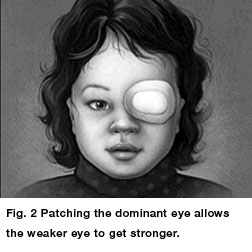 Fig. 2 Patching the dominant eye allows
the weaker eye to get stronger.